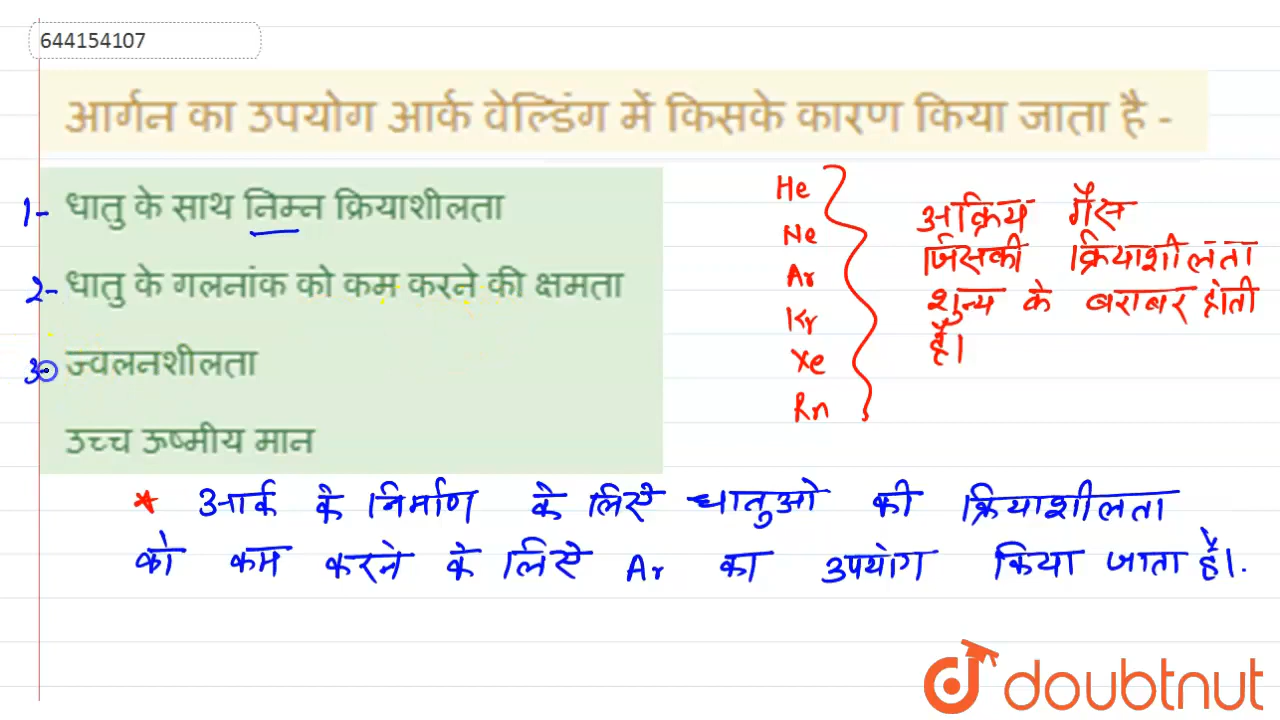 644154107
आर्गन का उपयोग आर्क वेल्डिंग में किसके कारण किया जाता है -
1- धातु के साथ निम्न क्रियाशीलता
2- धातु के गलनांक को कम करने की क्षमता
3- ज्वलनशीलता
उच्च ऊष्मीय मान
He
Ne
Ar
Kr
Xe
Rn
अक्रिय गैस
जिसकी क्रियाशीलता
शुन्य के बराबर होती
है।
* आर्क के निर्माण के लिऐ धातुओ की क्रियाशीलता
को कम करने के लिऐ Ar का उपयोग किया जाता है।.
doubtnut